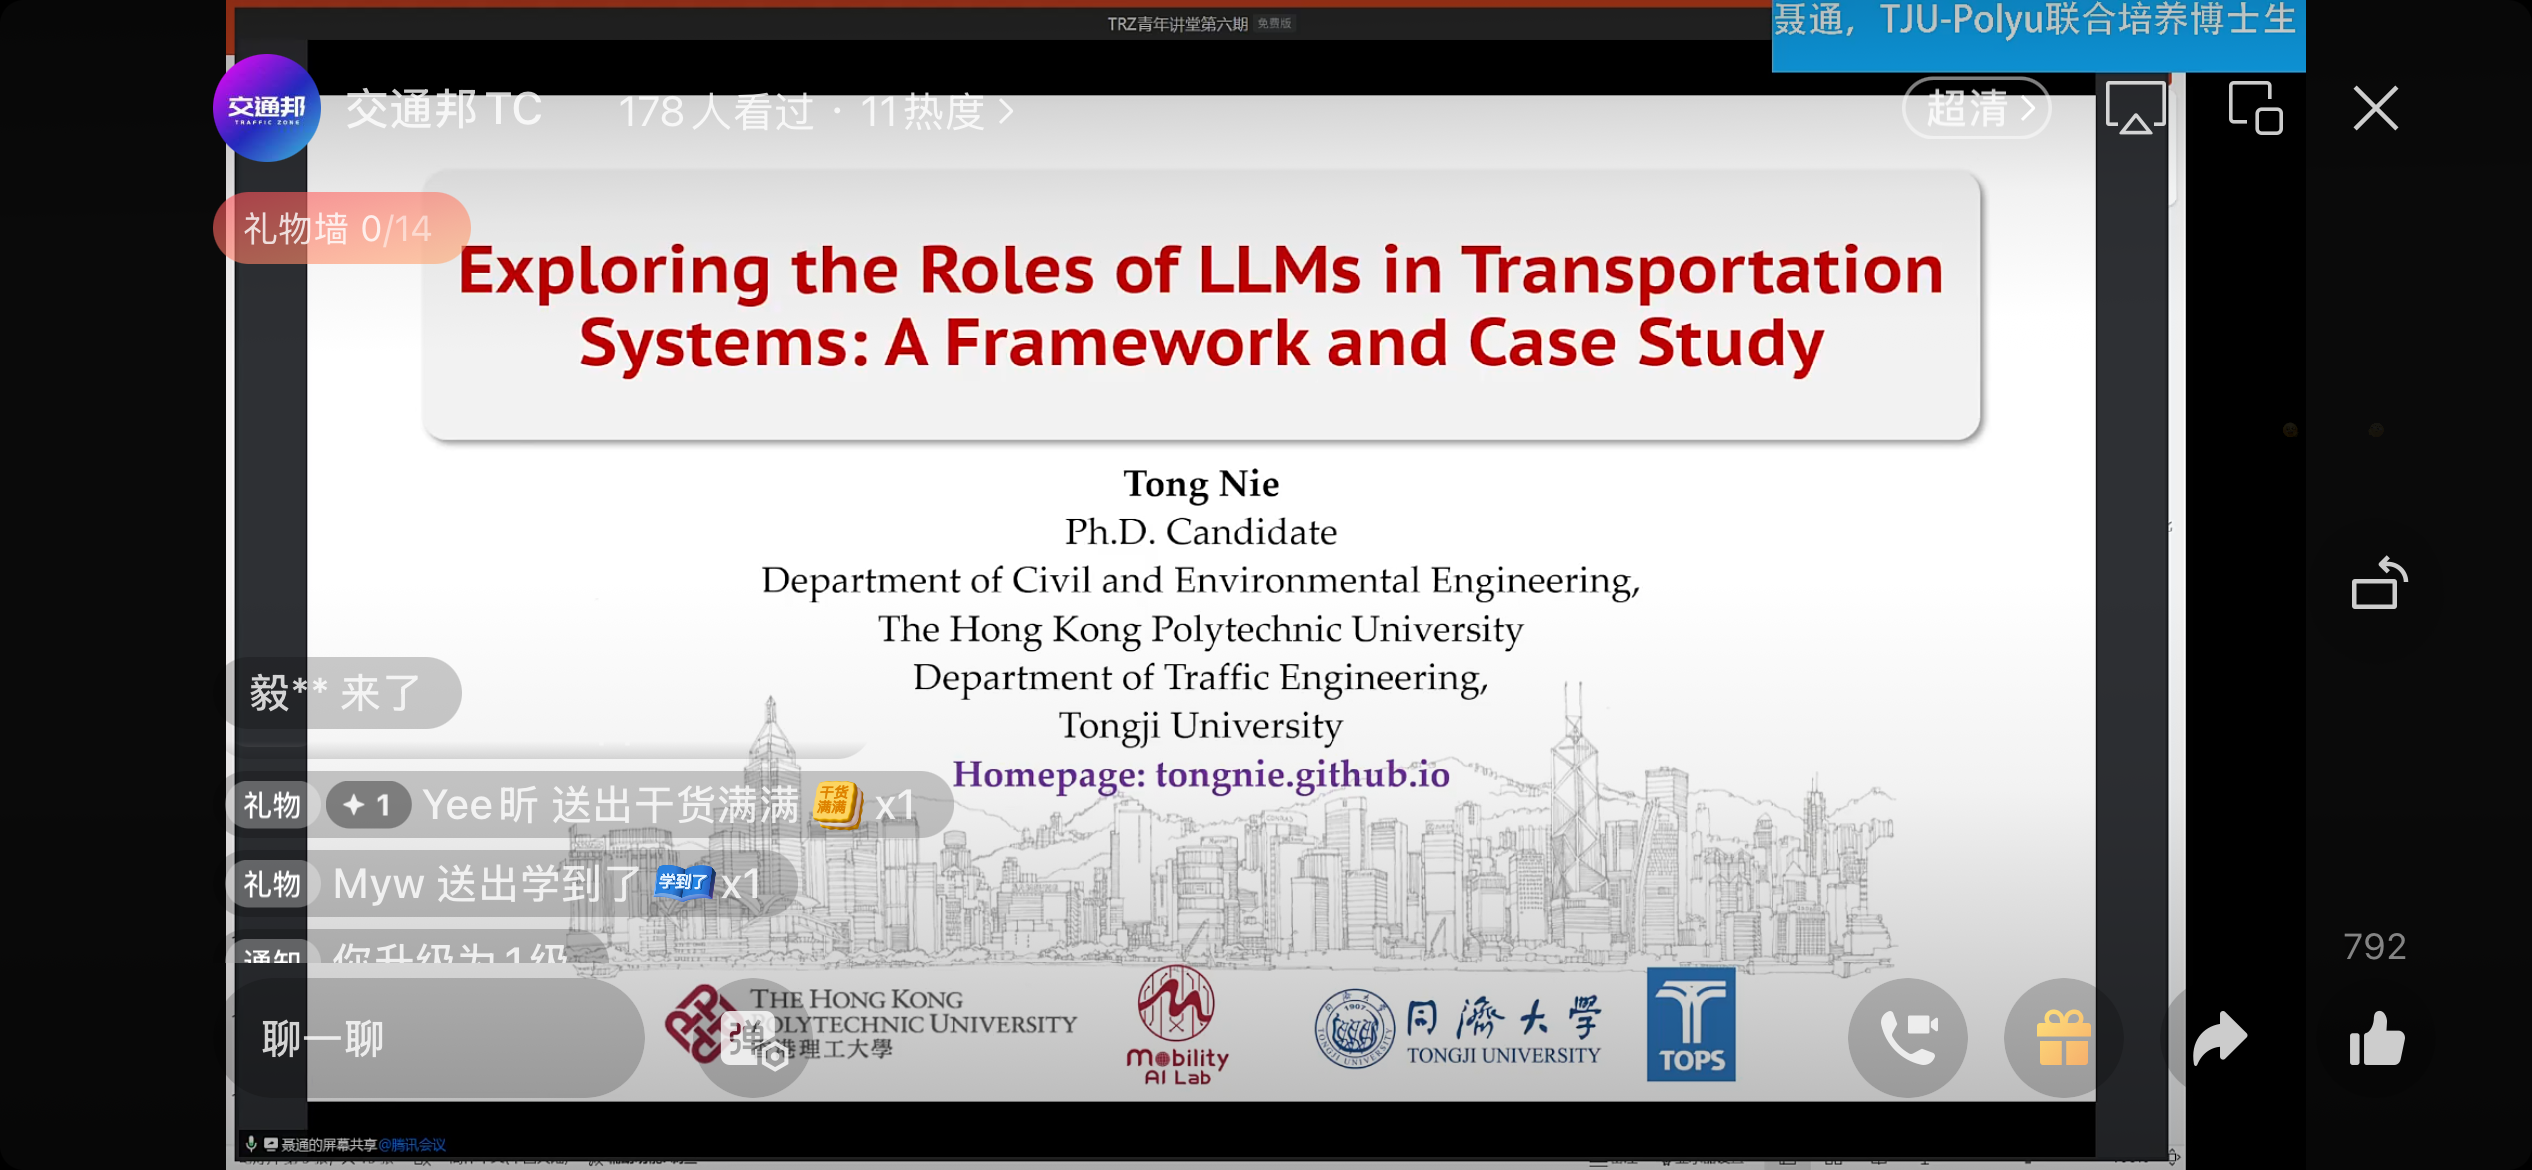 TRZ青年讲堂第六期 免费版
聂通，TJU-Polyu联合培养博士生
交通邦
TRAFFIC ZONE
交通邦TC
178人看过 · 11热度
超清
礼物墙 0/14
Exploring the Roles of LLMs in Transportation
Systems: A Framework and Case Study
Tong Nie
Ph.D. Candidate
Department of Civil and Environmental Engineering,
The Hong Kong Polytechnic University
Department of Traffic Engineering,
Tongji University
Homepage: tongnie.github.io
毅** 来了
礼物 1 Yee昕 送出干货满满 干货满满 x1
礼物 Myw 送出学到了 学到了 x1
通知 你升级为1级
792
聊一聊
弹
THE HONG KONG
POLYTECHNIC UNIVERSITY
香港理工大學
Mobility
AI Lab
1907
TONGJI UNIVERSITY
同濟大學
TONGJI UNIVERSITY
TOPS
聂通的屏幕共享@腾讯会议